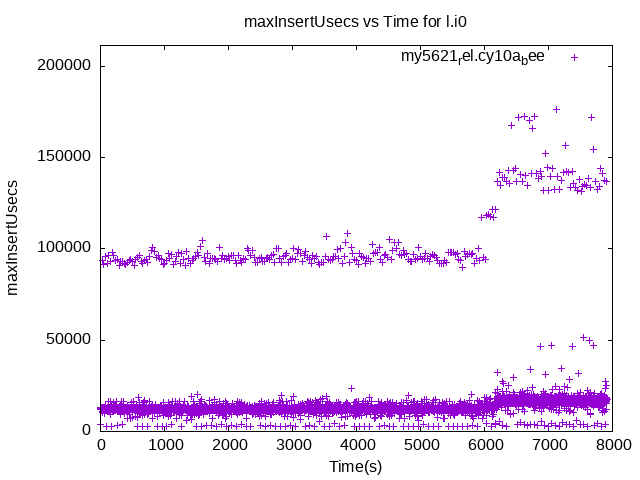 maxInsertUsecs vs Time for l.i0
my5621rel.cy10abee
200000
150000
100000
50000
0
maxInsertUsecs
0 1000 2000 3000 4000 5000 6000 7000 8000
Time(s)